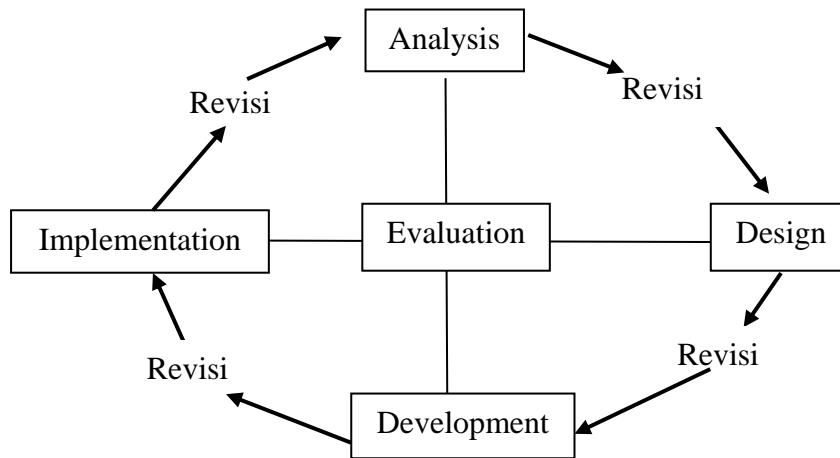 Analysis
Revisi
Revisi
Implementation
Evaluation
Design
Revisi
Revisi
Development